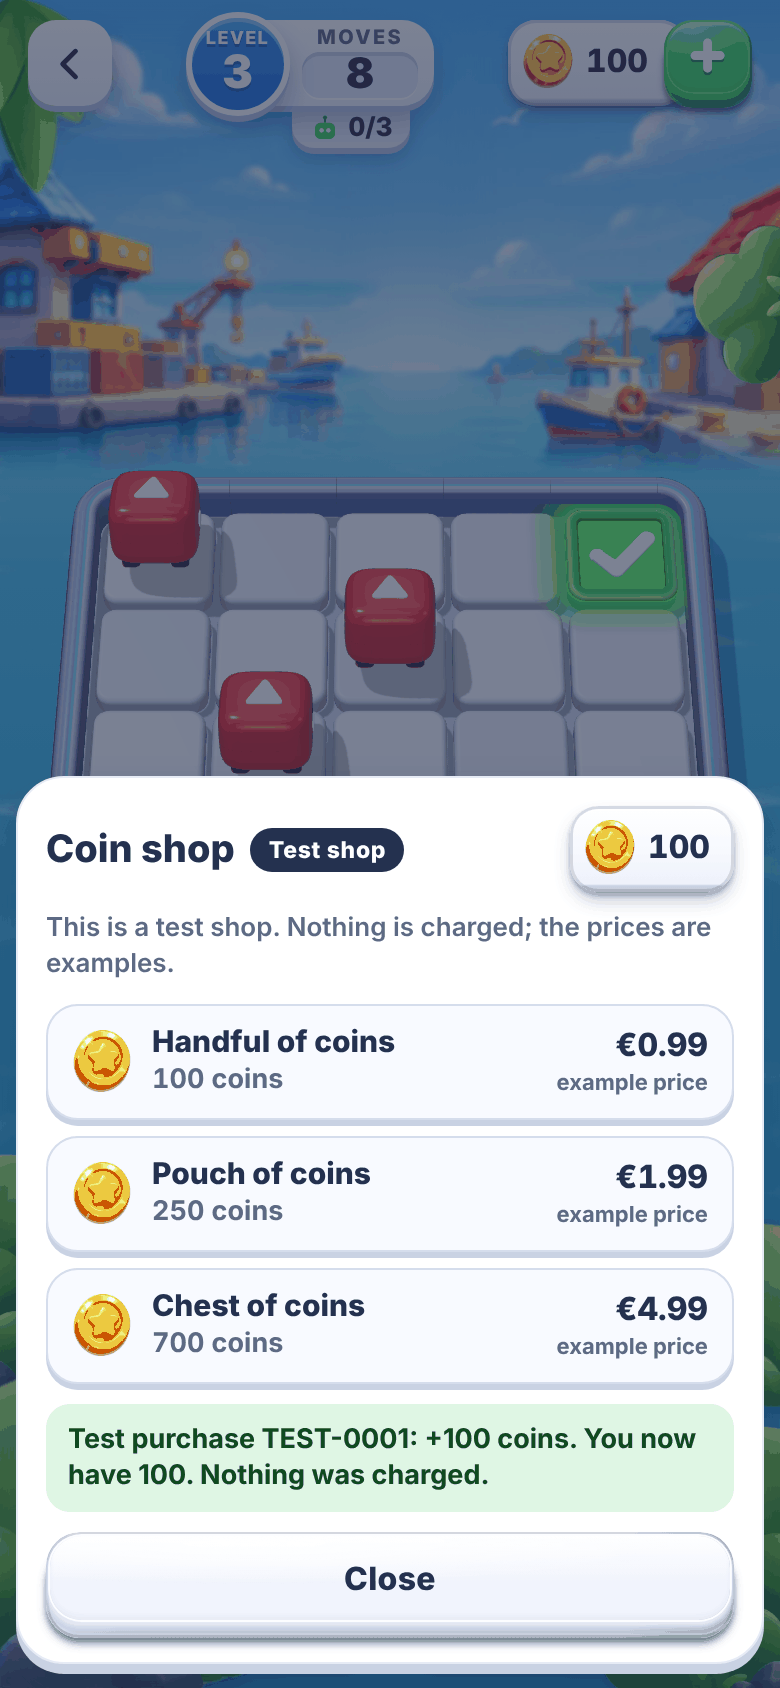 LEVEL
3
MOVES
8
0/3
100
Coin shop
Test shop
100
This is a test shop. Nothing is charged; the prices are
examples.
Handful of coins
100 coins
€0.99
example price
Pouch of coins
250 coins
€1.99
example price
Chest of coins
700 coins
€4.99
example price
Test purchase TEST-0001: +100 coins. You now
have 100. Nothing was charged.
Close